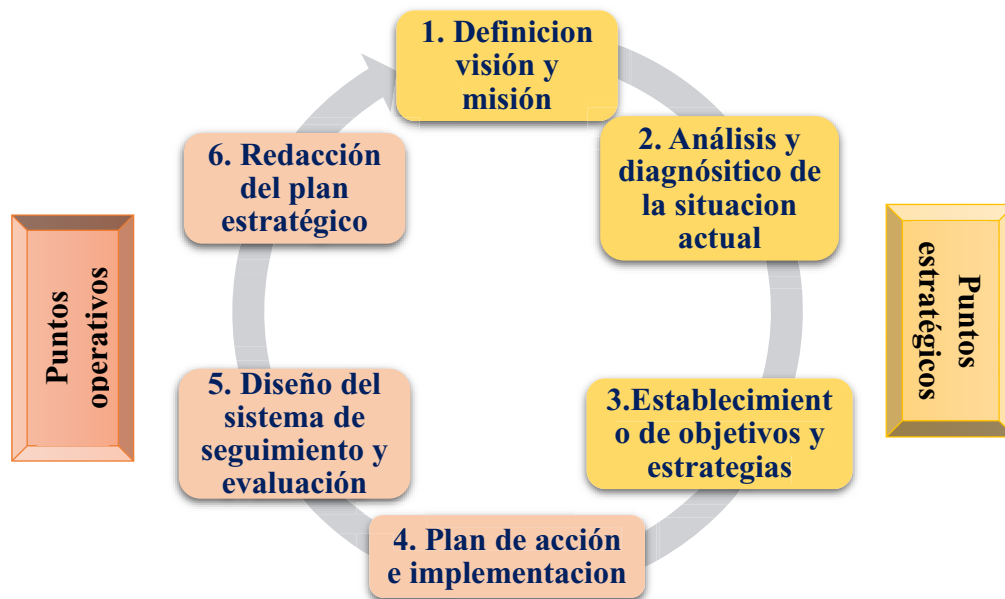 1. Definicion
visión y
misión
2. Análisis y
diagnósitico de
la situacion
actual
3.Establecimient
o de objetivos y
estrategias
4. Plan de acción
e implementacion
5. Diseño del
sistema de
seguimiento y
evaluación
6. Redacción
del plan
estratégico
Puntos
operativos
Puntos
estratégicos